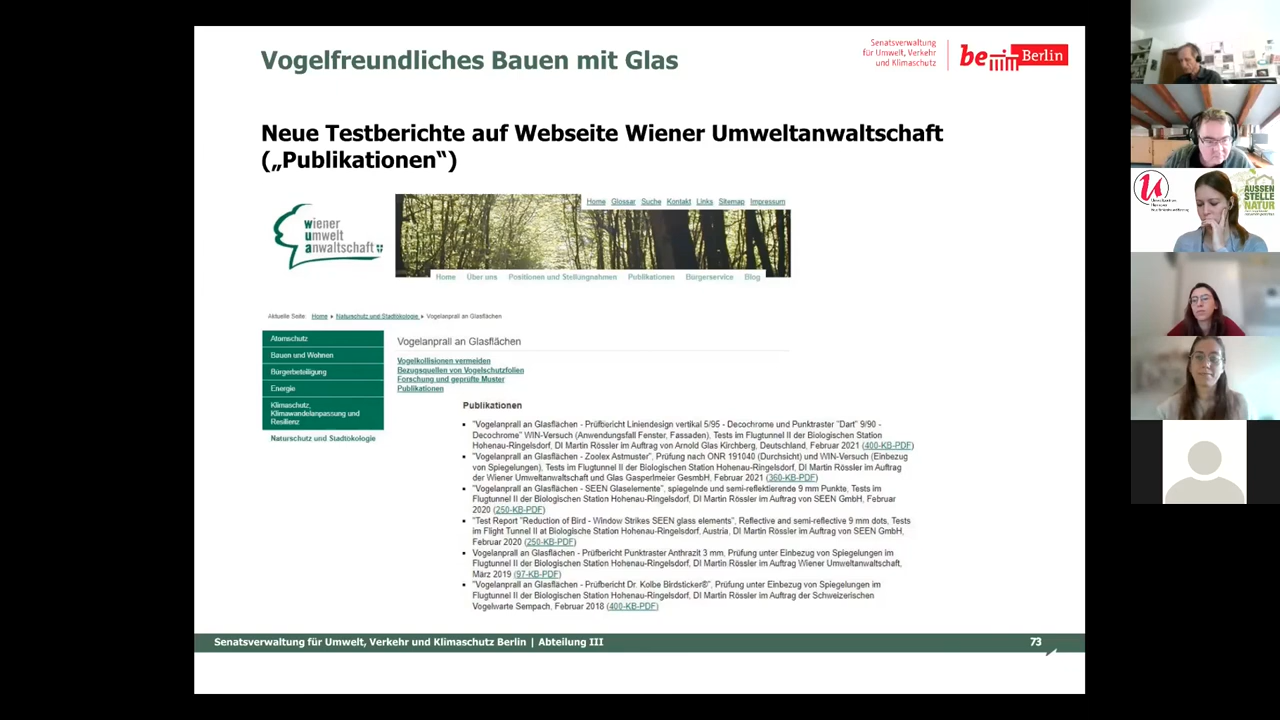 Vogelfreundliches Bauen mit Glas
Senatsverwaltung
für Umwelt, Verkehr
und Klimaschutz
be Berlin
Neue Testberichte auf Webseite Wiener Umweltanwaltschaft
(„Publikationen“)
wiener
umwelt
anwaltschaft
Home Glossar Suche Kontakt Links Sitemap Impressum
Home Über uns Positionen und Stellungnahmen Publikationen Bürgerservice Blog
Aktuelle Seite: Home Naturschutz und Stadtökologie Vogelanprall an Glasflächen
Atomschutz
Bauen und Wohnen
Bürgerbeteiligung
Energie
Klimaschutz,
Klimawandelanpassung und
Resilienz
Naturschutz und Stadtökologie
Vogelanprall an Glasflächen
Vogelkollisionen vermeiden
Bezugsquellen von Vogelschutzfolien
Forschung und geprüfte Muster
Publikationen
Publikationen
"Vogelanprall an Glasflächen - Prüfbericht Liniendesign vertikal 5/95 - Decochrome und Punktraster "Dart" 9/90 -
Decochrome" WIN-Versuch (Anwendungsfall Fenster, Fassaden), Tests im Flugtunnel II der Biologischen Station
Hohenau-Ringelsdorf, DI Martin Rössler im Auftrag von Arnold Glas Kirchberg, Deutschland, Februar 2021 (400-KB-PDF)
"Vogelanprall an Glasflächen - Zoolex Astmuster", Prüfung nach ONR 191040 (Durchsicht) und WIN-Versuch (Einbezug
von Spiegelungen), Tests im Flugtunnel II der Biologischen Station Hohenau-Ringelsdorf, DI Martin Rössler im Auftrag
der Wiener Umweltanwaltschaft und Glas Gasperlmeier GesmbH, Februar 2021 (360-KB-PDF)
"Vogelanprall an Glasflächen - SEEN Glaselemente", spiegelnde und semi-reflektierende 9 mm Punkte, Tests im
Flugtunnel II der Biologischen Station Hohenau-Ringelsdorf, DI Martin Rössler im Auftrag von SEEN GmbH, Februar
2020 (250-KB-PDF)
"Test Report "Reduction of Bird - Window Strikes SEEN glass elements", Reflective and semi-reflective 9 mm dots, Tests
im Flight Tunnel II at Biologische Station Hohenau-Ringelsdorf, Austria, DI Martin Rössler im Auftrag von SEEN GmbH,
Februar 2020 (250-KB-PDF)
Vogelanprall an Glasflächen - Prüfbericht Punktraster Anthrazit 3 mm, Prüfung unter Einbezug von Spiegelungen im
Flugtunnel II der Biologischen Station Hohenau-Ringelsdorf, DI Martin Rössler im Auftrag Wiener Umweltanwaltschaft,
März 2019 (97-KB-PDF)
"Vogelanprall an Glasflächen - Prüfbericht Dr. Kolbe Birdsticker®", Prüfung unter Einbezug von Spiegelungen im
Flugtunnel II der Biologischen Station Hohenau-Ringelsdorf, DI Martin Rössler im Auftrag der Schweizerischen
Vogelwarte Sempach, Februar 2018 (400-KB-PDF)
Senatsverwaltung für Umwelt, Verkehr und Klimaschutz Berlin | Abteilung III
73
AUSSEN
STELLE
NATUR